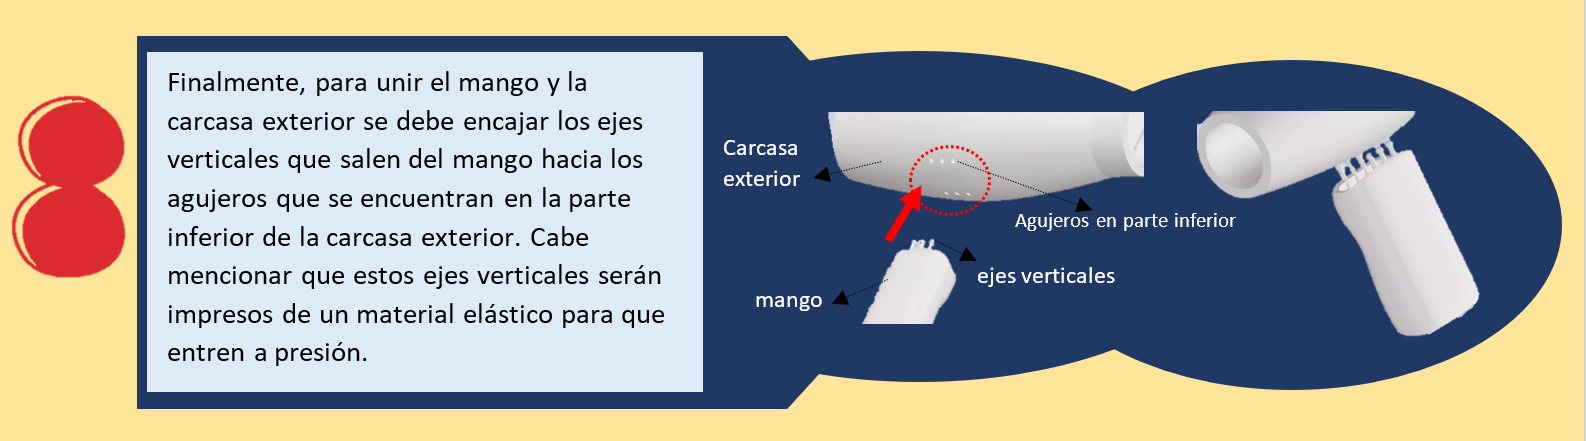 8
Finalmente, para unir el mango y la
carcasa exterior se debe encajar los ejes
verticales que salen del mango hacia los
agujeros que se encuentran en la parte
inferior de la carcasa exterior. Cabe
mencionar que estos ejes verticales serán
impresos de un material elástico para que
entren a presión.
Carcasa
exterior
Agujeros en parte inferior
ejes verticales
mango